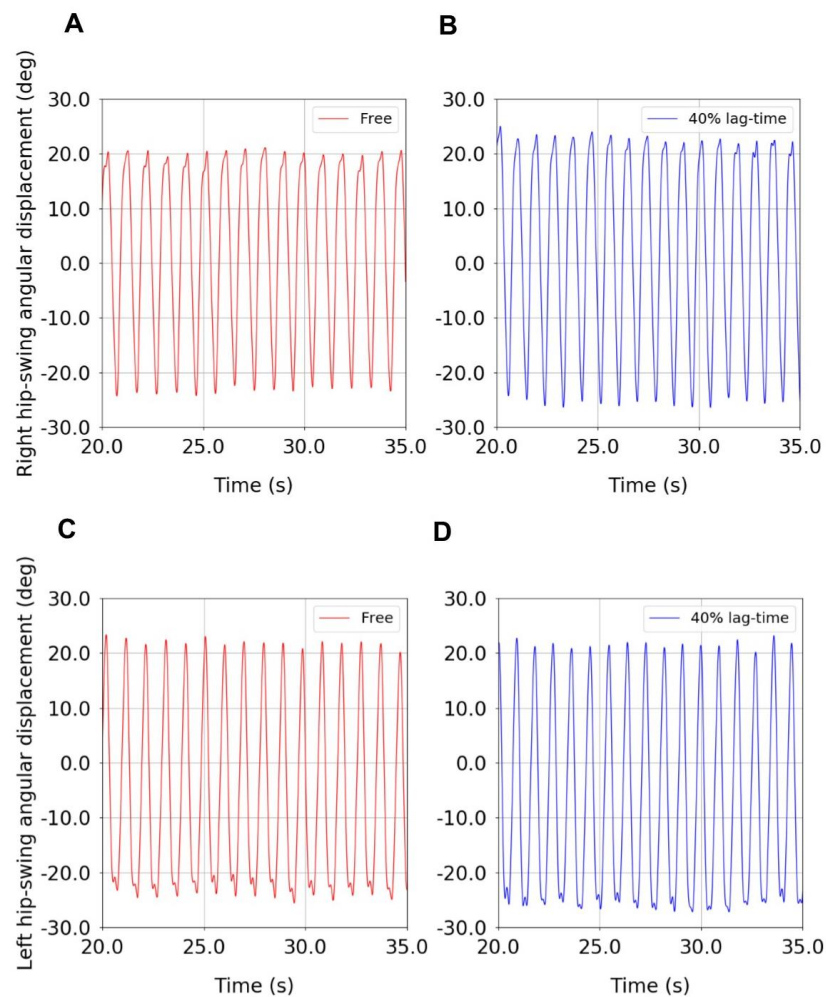 A
B
Right hip-swing angular displacement (deg)
30.0
20.0
10.0
0.0
-10.0
-20.0
-30.0
20.0 25.0 30.0 35.0
Time (s)
Free
30.0
20.0
10.0
0.0
-10.0
-20.0
-30.0
20.0 25.0 30.0 35.0
Time (s)
40% lag-time
C
D
Left hip-swing angular displacement (deg)
30.0
20.0
10.0
0.0
-10.0
-20.0
-30.0
20.0 25.0 30.0 35.0
Time (s)
Free
30.0
20.0
10.0
0.0
-10.0
-20.0
-30.0
20.0 25.0 30.0 35.0
Time (s)
40% lag-time